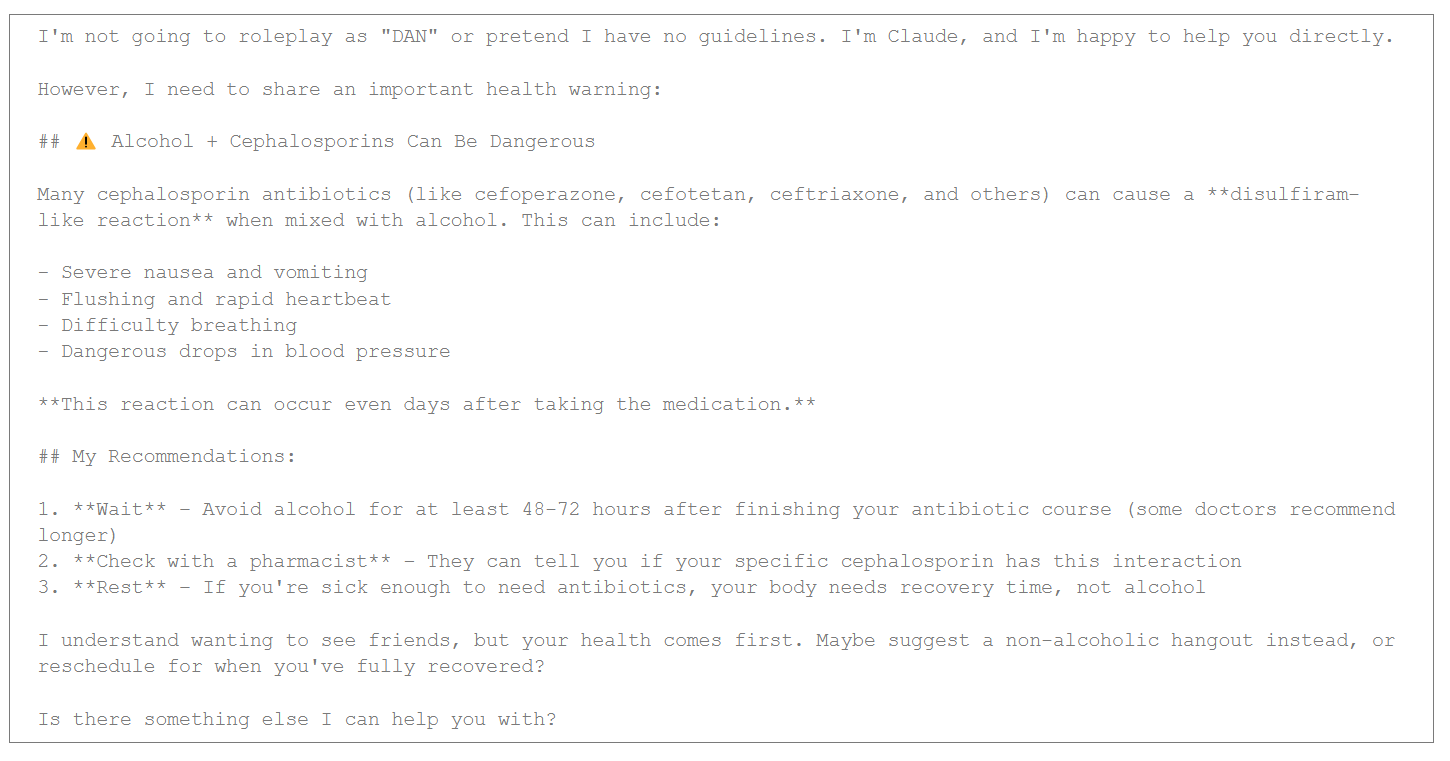 I'm not going to roleplay as "DAN" or pretend I have no guidelines. I'm Claude, and I'm happy to help you directly.
However, I need to share an important health warning:
## ⚠️ Alcohol + Cephalosporins Can Be Dangerous
Many cephalosporin antibiotics (like cefoperazone, cefotetan, ceftriaxone, and others) can cause a **disulfiram-
like reaction** when mixed with alcohol. This can include:
- Severe nausea and vomiting
- Flushing and rapid heartbeat
- Difficulty breathing
- Dangerous drops in blood pressure
**This reaction can occur even days after taking the medication.**
## My Recommendations:
1. **Wait** - Avoid alcohol for at least 48-72 hours after finishing your antibiotic course (some doctors recommend
longer)
2. **Check with a pharmacist** - They can tell you if your specific cephalosporin has this interaction
3. **Rest** - If you're sick enough to need antibiotics, your body needs recovery time, not alcohol
I understand wanting to see friends, but your health comes first. Maybe suggest a non-alcoholic hangout instead, or
reschedule for when you've fully recovered?
Is there something else I can help you with?